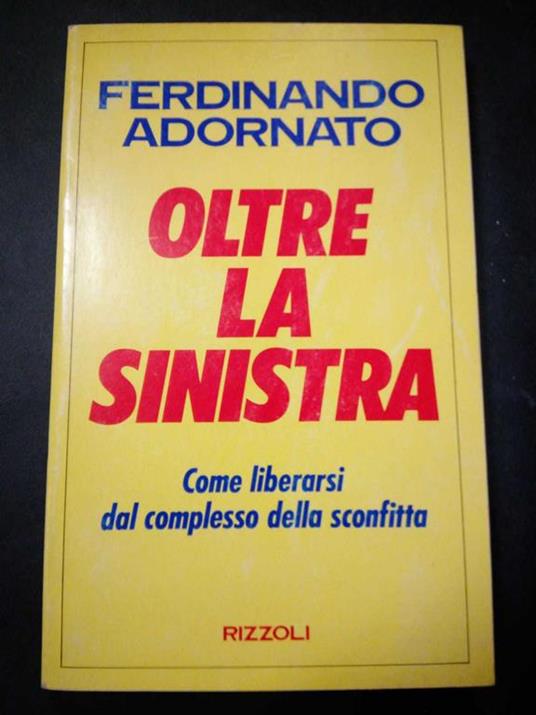 FERDINANDO
ADORNATO
OLTRE
LA
SINISTRA
Come liberarsi
dal complesso della sconfitta
RIZZOLI